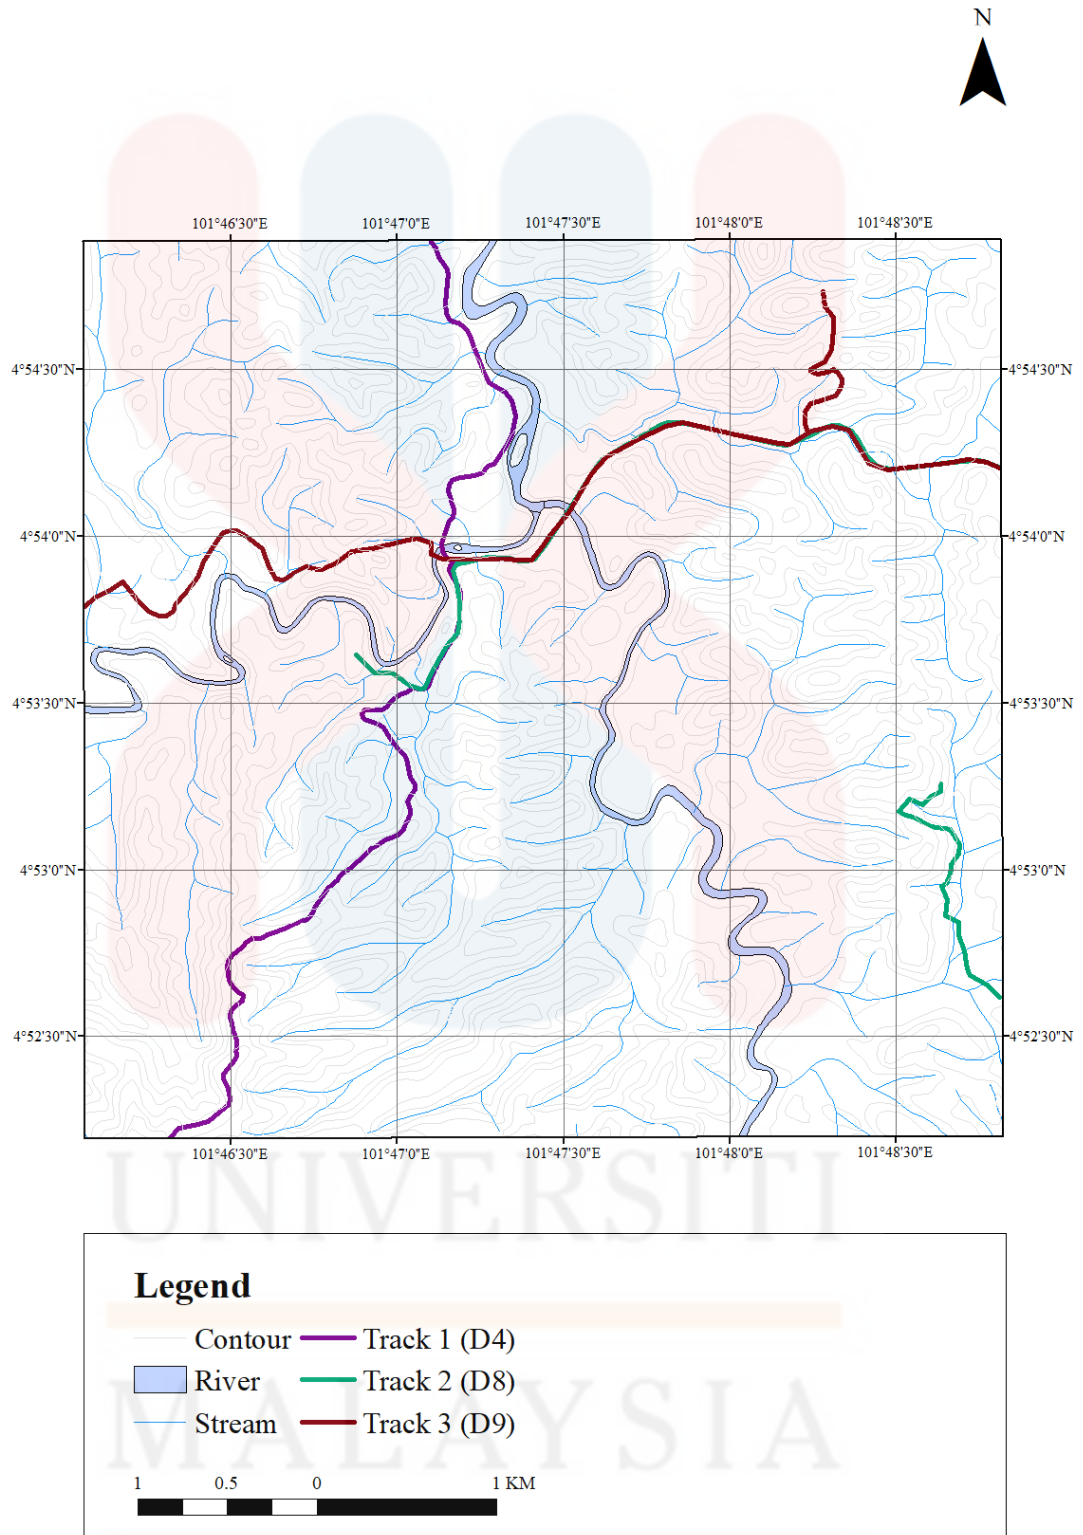 N
101°46'30"E 101°47'0"E 101°47'30"E 101°48'0"E 101°48'30"E
4°54'30"N 4°54'30"N
4°54'0"N 4°54'0"N
4°53'30"N 4°53'30"N
4°53'0"N 4°53'0"N
4°52'30"N 4°52'30"N
101°46'30"E 101°47'0"E 101°47'30"E 101°48'0"E 101°48'30"E
UNIVERSITI
Legend
Contour Track 1 (D4)
River Track 2 (D8)
Stream Track 3 (D9)
MALAYSIA
1 0.5 0 1 KM